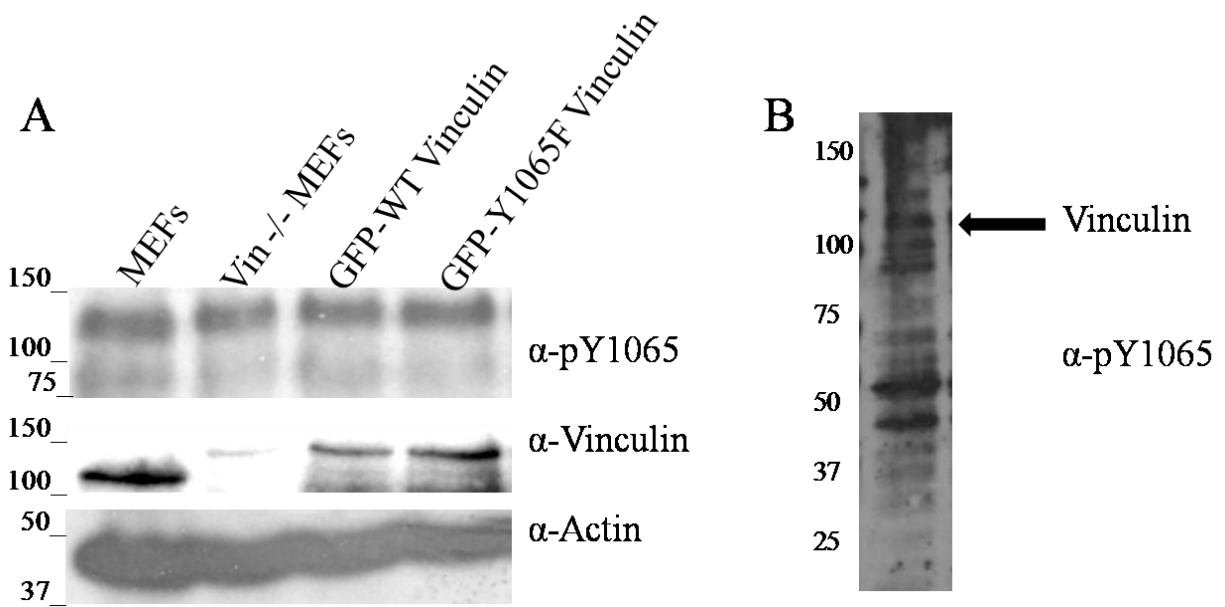 A
MEFs
Vin -/- MEFs
GFP-WT Vinculin
GFP-Y1065F Vinculin
150
100
75
α-pY1065
150
100
α-Vinculin
50
37
α-Actin
B
150
100
75
50
37
25
Vinculin
α-pY1065